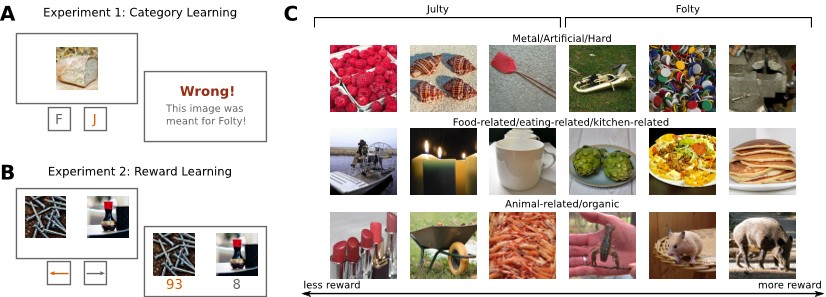 A
Experiment 1: Category Learning
F
J
Wrong!
This image was
meant for Folty!
B
Experiment 2: Reward Learning
93
8
C
Julty
Folty
Metal/Artificial/Hard
Food-related/eating-related/kitchen-related
Animal-related/organic
less reward
more reward